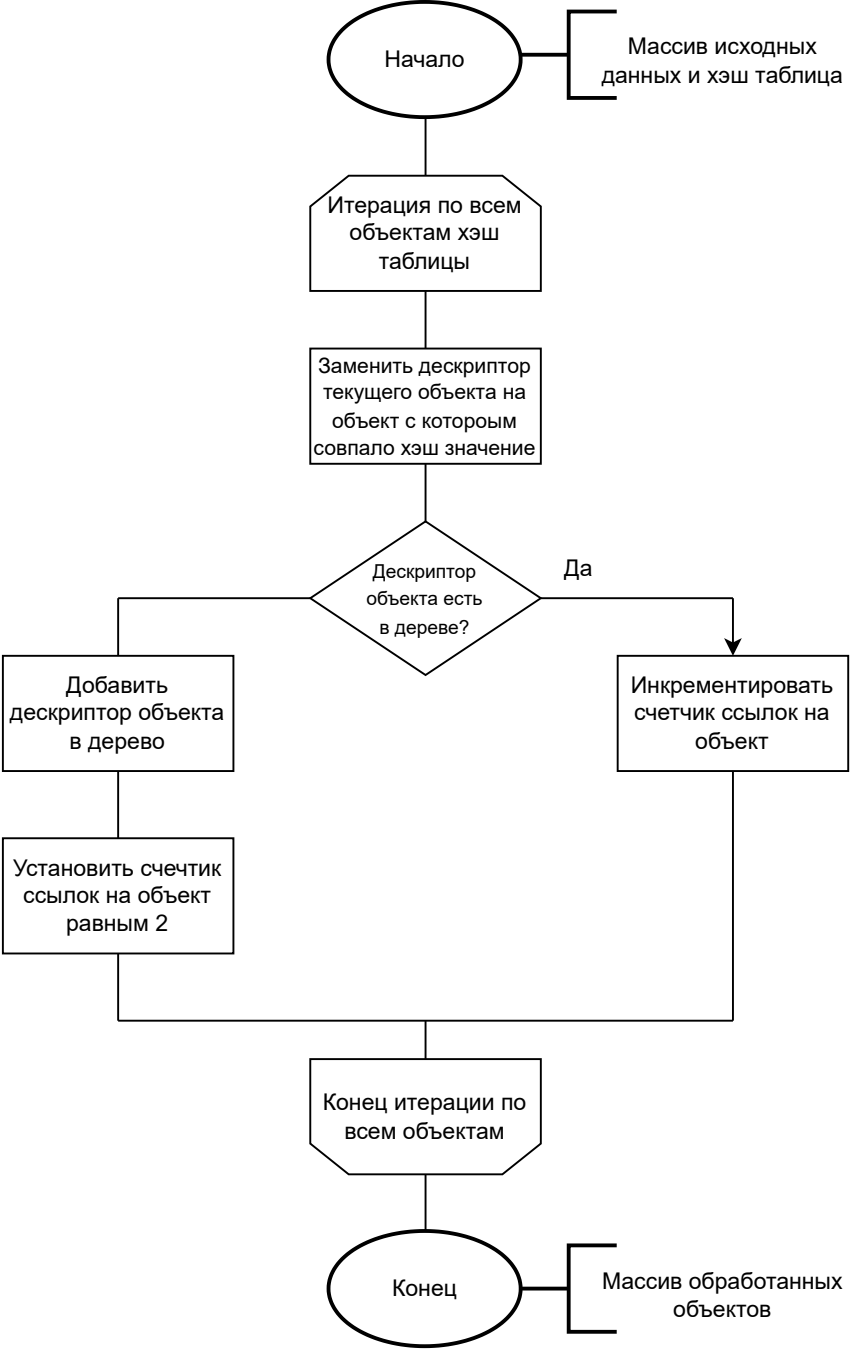 Начало
Массив исходных
данных и хэш таблица
Итерация по всем
объектам хэш
таблицы
Заменить дескриптор
текущего объекта на
объект с котороым
совпало хэш значение
Дескриптор
объекта есть
в дереве?
Да
Добавить
дескриптор объекта
в дерево
Инкрементировать
счетчик ссылок на
объект
Установить счечтик
ссылок на объект
равным 2
Конец итерации по
всем объектам
Конец
Массив обработанных
объектов